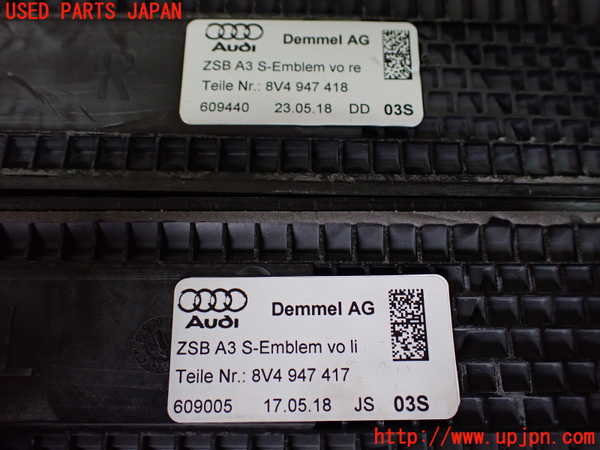 USED PARTS JAPAN
Audi Demmel AG
ZSB A3 S-Emblem vo re
Teile Nr.: 8V4 947 418
609440 23.05.18 DD 03S
Audi Demmel AG
ZSB A3 S-Emblem vo li
Teile Nr.: 8V4 947 417
609005 17.05.18 JS 03S
http://www.upjpn.com/